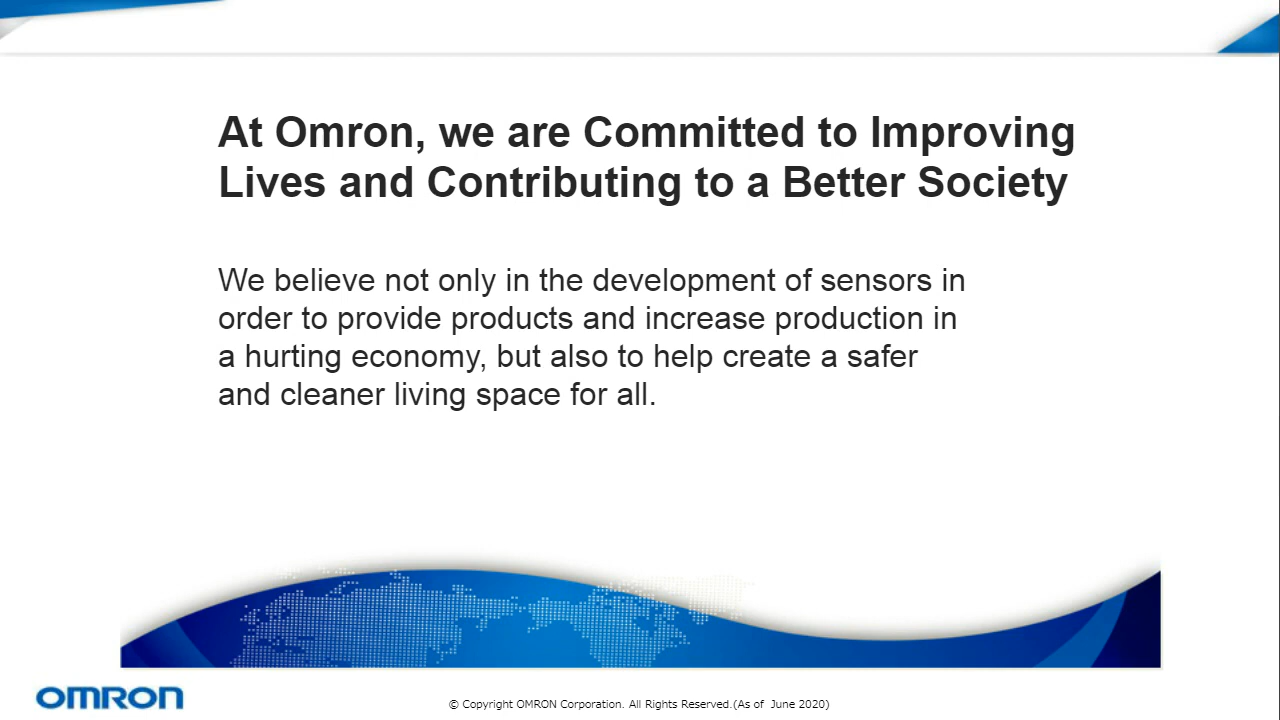 At Omron, we are Committed to Improving
Lives and Contributing to a Better Society
We believe not only in the development of sensors in
order to provide products and increase production in
a hurting economy, but also to help create a safer
and cleaner living space for all.
OMRON
© Copyright OMRON Corporation. All Rights Reserved.(As of  June 2020)